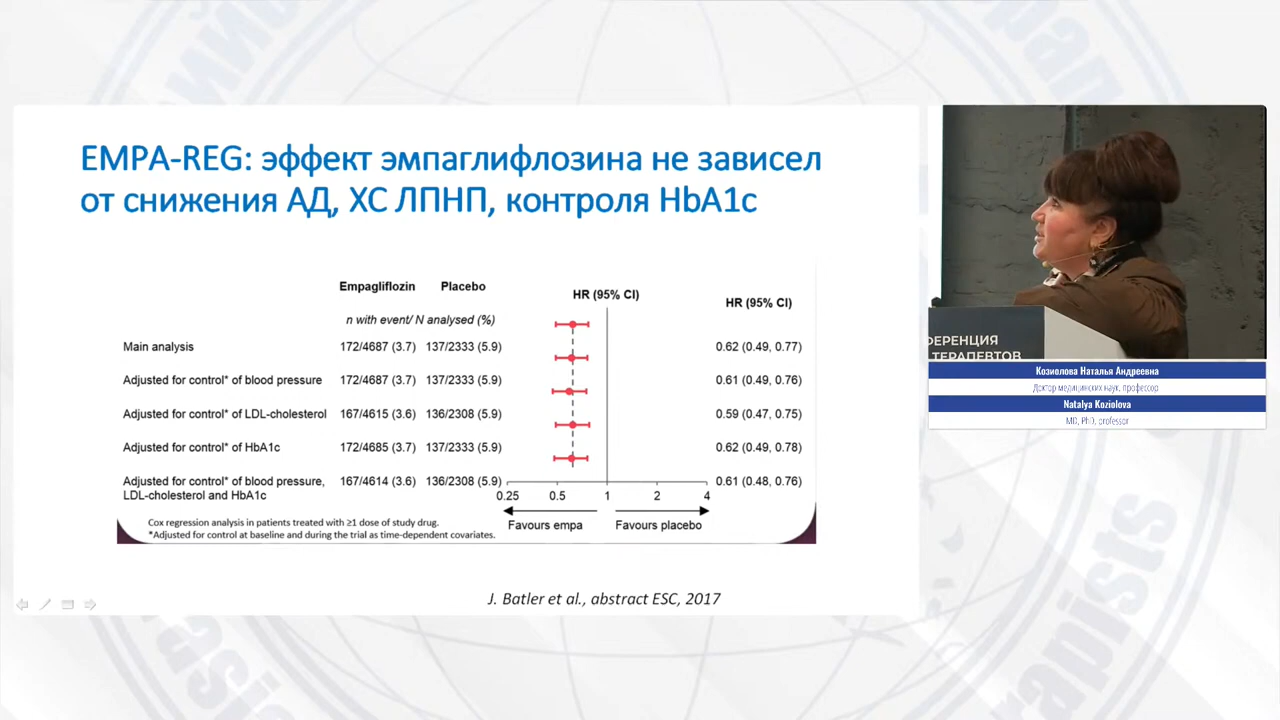 EMPA-REG: эффект эмпаглифлозина не зависел
от снижения АД, ХС ЛПНП, контроля HbA1c
Empagliflozin Placebo
HR (95% CI)
HR (95% CI)
n with event/ N analysed (%)
Main analysis 172/4687 (3.7) 137/2333 (5.9) 0.62 (0.49, 0.77)
Adjusted for control* of blood pressure 172/4687 (3.7) 137/2333 (5.9) 0.61 (0.49, 0.76)
Adjusted for control* of LDL-cholesterol 167/4615 (3.6) 136/2308 (5.9) 0.59 (0.47, 0.75)
Adjusted for control* of HbA1c 172/4685 (3.7) 137/2333 (5.9) 0.62 (0.49, 0.78)
Adjusted for control* of blood pressure, 167/4614 (3.6) 136/2308 (5.9) 0.61 (0.48, 0.76)
LDL-cholesterol and HbA1c
0.25 0.5 1 2 4
Favours empa Favours placebo
Cox regression analysis in patients treated with ≥1 dose of study drug.
*Adjusted for control at baseline and during the trial as time-dependent covariates.
J. Batler et al., abstract ESC, 2017
ФЕРЕНЦИЯ
ТЕРАПЕВТОВ
Козиолова Наталья Андреевна
Доктор медицинских наук, профессор
Natalya Koziolova
MD, PhD, professor